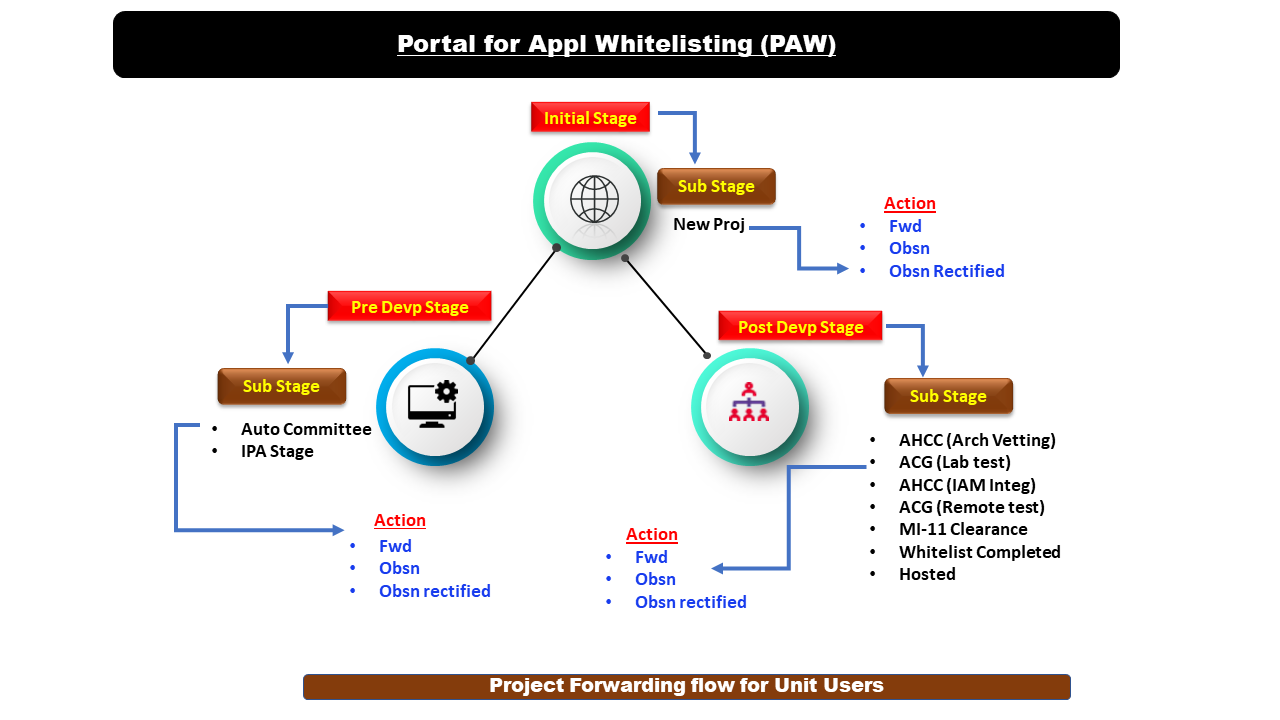 Portal for Appl Whitelisting (PAW)
Initial Stage
Sub Stage
New Proj
Action
• Fwd
• Obsn
• Obsn Rectified
Pre Devp Stage
Sub Stage
• Auto Committee
• IPA Stage
Action
• Fwd
• Obsn
• Obsn rectified
Post Devp Stage
Sub Stage
• AHCC (Arch Vetting)
• ACG (Lab test)
• AHCC (IAM Integ)
• ACG (Remote test)
• MI-11 Clearance
• Whitelist Completed
• Hosted
Action
• Fwd
• Obsn
• Obsn rectified
Project Forwarding flow for Unit Users